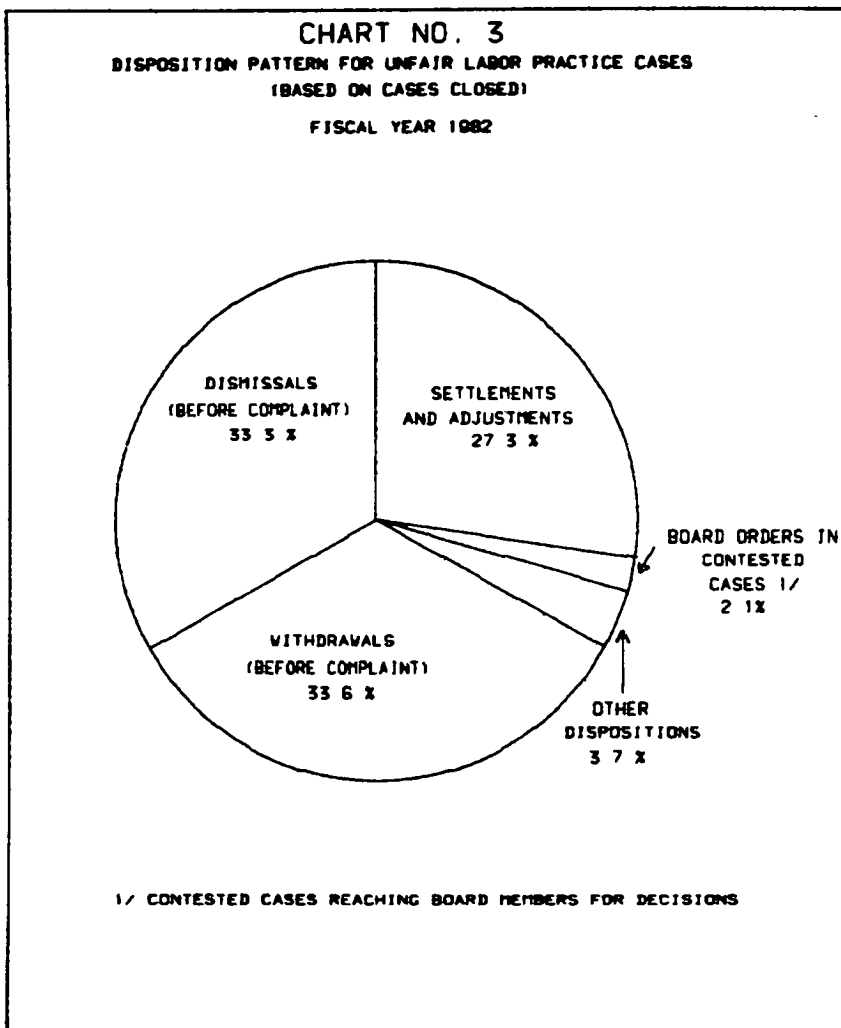 CHART NO. 3
DISPOSITION PATTERN FOR UNFAIR LABOR PRACTICE CASES
(BASED ON CASES CLOSED)
FISCAL YEAR 1982
DISMISSALS
(BEFORE COMPLAINT)
33 3 %
SETTLEMENTS
AND ADJUSTMENTS
27 3 %
BOARD ORDERS IN
CONTESTED
CASES 1/
2 1%
WITHDRAWALS
(BEFORE COMPLAINT)
33 6 %
OTHER
DISPOSITIONS
3 7 %
1/ CONTESTED CASES REACHING BOARD MEMBERS FOR DECISIONS